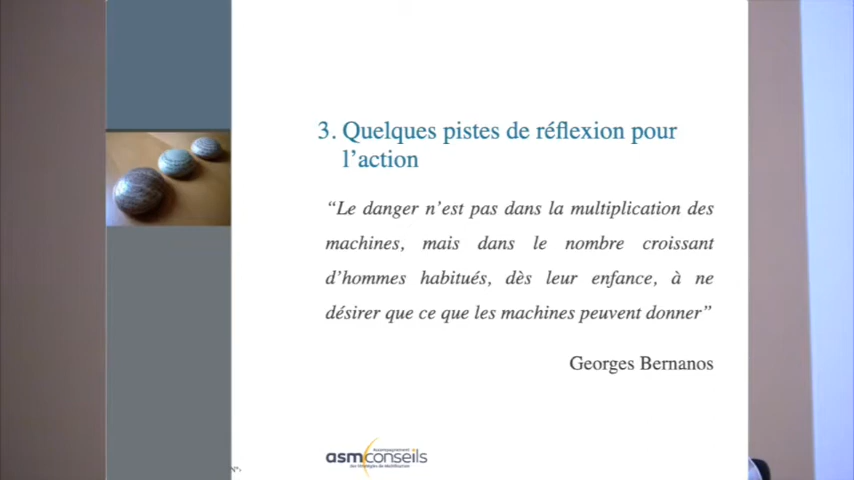 3. Quelques pistes de réflexion pour
l’action
“Le danger n’est pas dans la multiplication des
machines, mais dans le nombre croissant
d’hommes habitués, dès leur enfance, à ne
désirer que ce que les machines peuvent donner”
Georges Bernanos
asmconseils
N°-